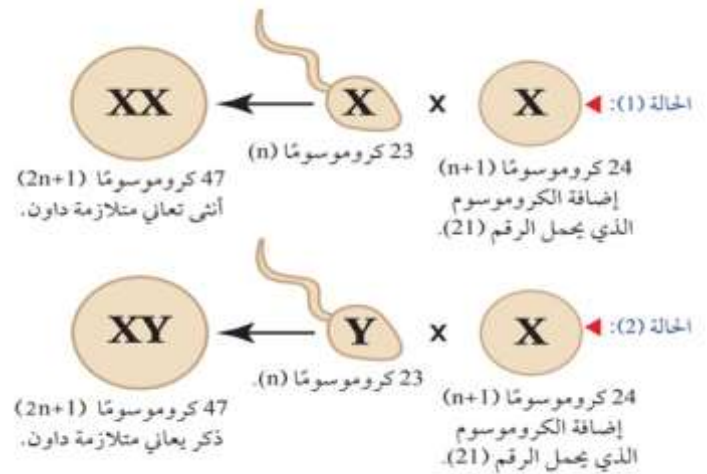 الحالة (1):
X
x
X
XX
24 كروموسومًا (n+1)
إضافة الكروموسوم
الذي يحمل الرقم (21).
23 كروموسومًا (n)
47 كروموسومًا (2n+1)
أنثى تعاني متلازمة داون.
الحالة (2):
X
x
Y
XY
24 كروموسومًا (n+1)
إضافة الكروموسوم
الذي يحمل الرقم (21).
23 كروموسومًا (n).
47 كروموسومًا (2n+1)
ذكر يعاني متلازمة داون.